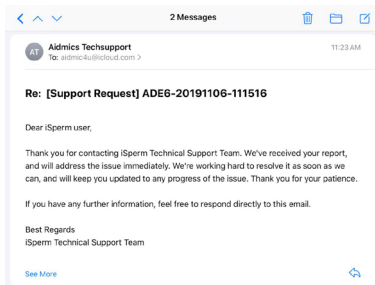 2 Messages
AT
Aidmics Techsupport
11:23 AM
To: aidmic4u@icloud.com >
Re: [Support Request] ADE6-20191106-111516
Dear iSperm user,
Thank you for contacting iSperm Technical Support Team. We've received your report,
and will address the issue immediately. We're working hard to resolve it as soon as we
can, and will keep you updated to any progress of the issue. Thank you for your patience.
If you have any further information, feel free to respond directly to this email.
Best Regards
iSperm Technical Support Team
See More